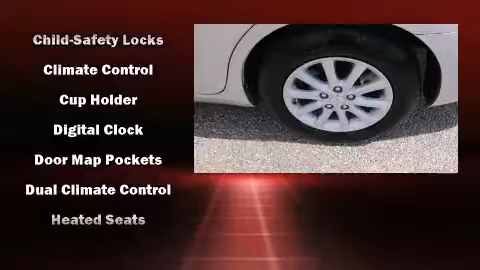 Child-Safety Locks
Climate Control
Cup Holder
Digital Clock
Door Map Pockets
Dual Climate Control
Heated Seats